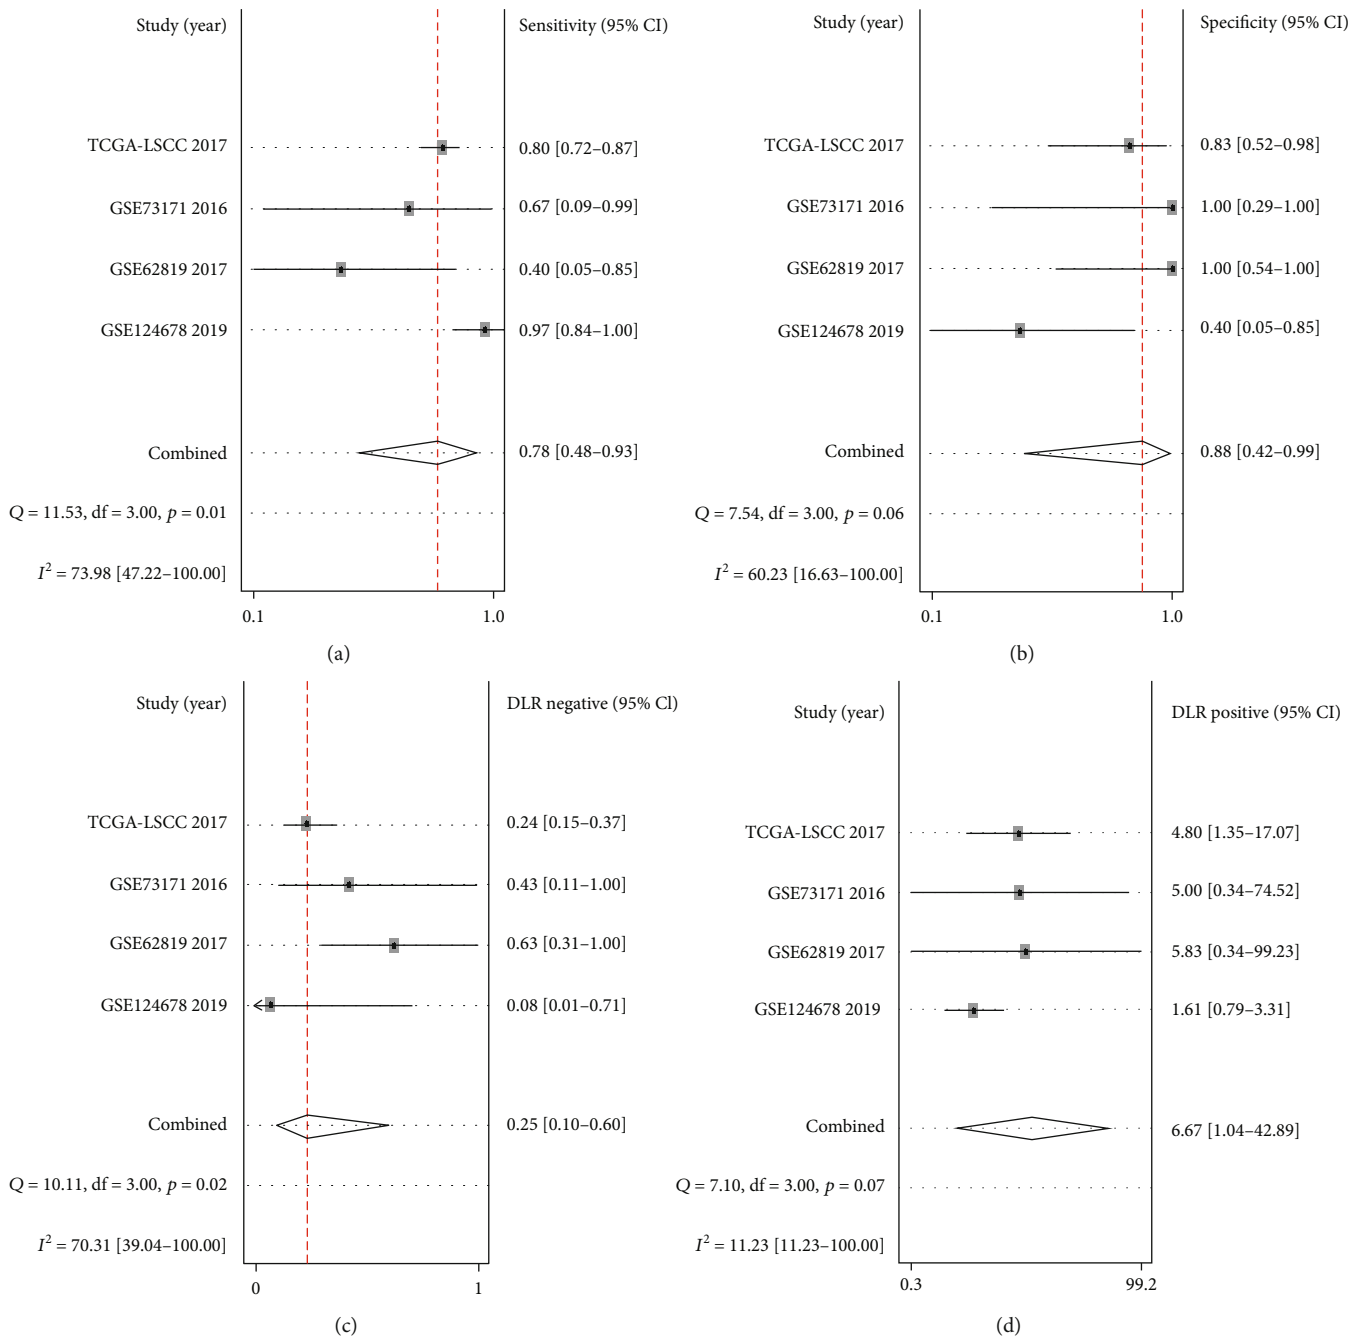 Study (year) Sensitivity (95% CI)
TCGA-LSCC 2017 0.80 [0.72–0.87]
GSE73171 2016 0.67 [0.09–0.99]
GSE62819 2017 0.40 [0.05–0.85]
GSE124678 2019 0.97 [0.84–1.00]
Combined 0.78 [0.48–0.93]
Q = 11.53, df = 3.00, p = 0.01
I² = 73.98 [47.22–100.00]
0.1 1.0
(a)
Study (year) Specificity (95% CI)
TCGA-LSCC 2017 0.83 [0.52–0.98]
GSE73171 2016 1.00 [0.29–1.00]
GSE62819 2017 1.00 [0.54–1.00]
GSE124678 2019 0.40 [0.05–0.85]
Combined 0.88 [0.42–0.99]
Q = 7.54, df = 3.00, p = 0.06
I² = 60.23 [16.63–100.00]
0.1 1.0
(b)
Study (year) DLR negative (95% Cl)
TCGA-LSCC 2017 0.24 [0.15–0.37]
GSE73171 2016 0.43 [0.11–1.00]
GSE62819 2017 0.63 [0.31–1.00]
GSE124678 2019 0.08 [0.01–0.71]
Combined 0.25 [0.10–0.60]
Q = 10.11, df = 3.00, p = 0.02
I² = 70.31 [39.04–100.00]
0 1
(c)
Study (year) DLR positive (95% CI)
TCGA-LSCC 2017 4.80 [1.35–17.07]
GSE73171 2016 5.00 [0.34–74.52]
GSE62819 2017 5.83 [0.34–99.23]
GSE124678 2019 1.61 [0.79–3.31]
Combined 6.67 [1.04–42.89]
Q = 7.10, df = 3.00, p = 0.07
I² = 11.23 [11.23–100.00]
0.3 99.2
(d)